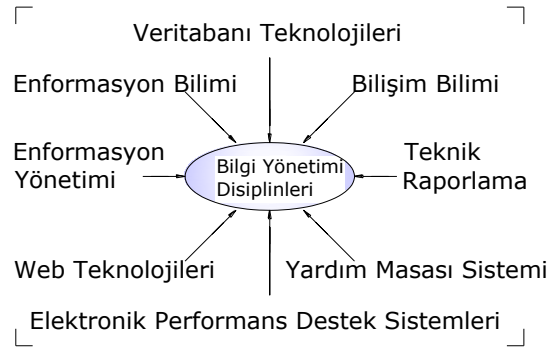 Veritabanı Teknolojileri
Enformasyon Bilimi
Bilişim Bilimi
Enformasyon
Yönetimi
Bilgi Yönetimi
Disiplinleri
Teknik
Raporlama
Web Teknolojileri
Yardım Masası Sistemi
Elektronik Performans Destek Sistemleri